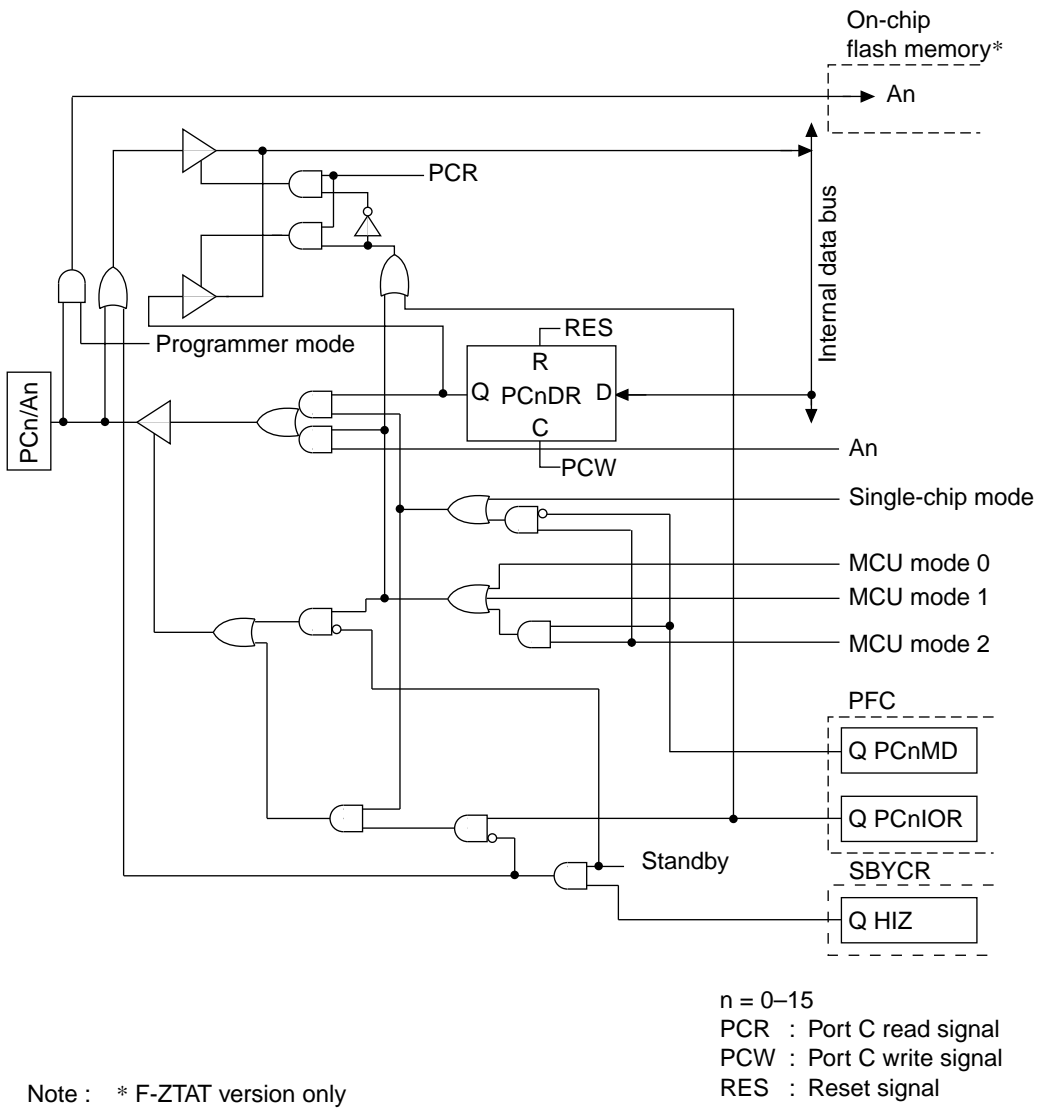 On-chip
flash memory*
An
PCR
Internal data bus
Programmer mode
RES
R
Q PCnDR D
C
PCW
PCn/An
An
Single-chip mode
MCU mode 0
MCU mode 1
MCU mode 2
PFC
Q PCnMD
Q PCnIOR
Standby
SBYCR
Q HIZ
n = 0–15
PCR : Port C read signal
PCW : Port C write signal
RES : Reset signal
Note : * F-ZTAT version only